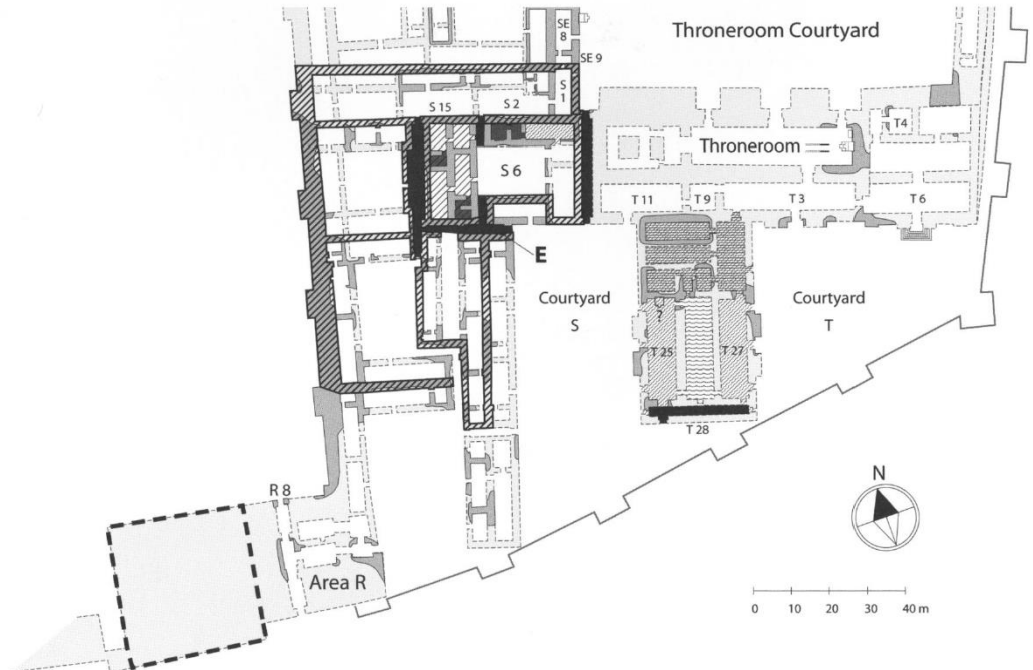 Throneroom Courtyard
SE
8
SE 9
S
1
S 15
S 2
T4
Throneroom
S 6
T 11
T 9
T 3
T 6
E
Courtyard
S
Courtyard
T
?
T 25
T 27
T 28
N
R 8
Area R
0 10 20 30 40 m